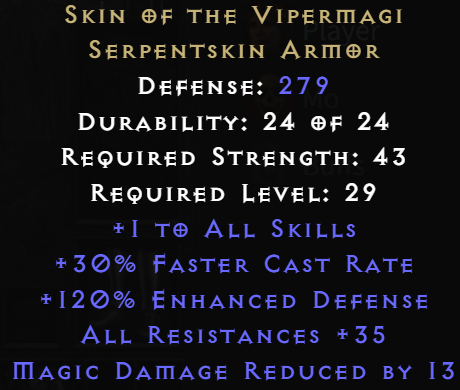 Skin of the Vipermagi
Serpentskin Armor
Defense: 279
Durability: 24 of 24
Required Strength: 43
Required Level: 29
+1 to All Skills
+30% Faster Cast Rate
+120% Enhanced Defense
All Resistances +35
Magic Damage Reduced by 13